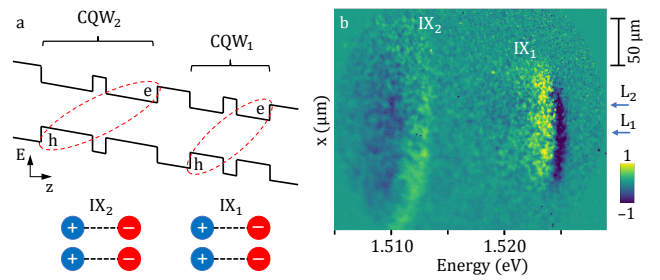 a
CQW₂
CQW₁
e
e
h
h
E
z
IX₂
IX₁
+
−
+
−
+
−
+
−
b
IX₂
IX₁
50 μm
L₂
L₁
x (μm)
1
−1
1.510
1.520
Energy (eV)